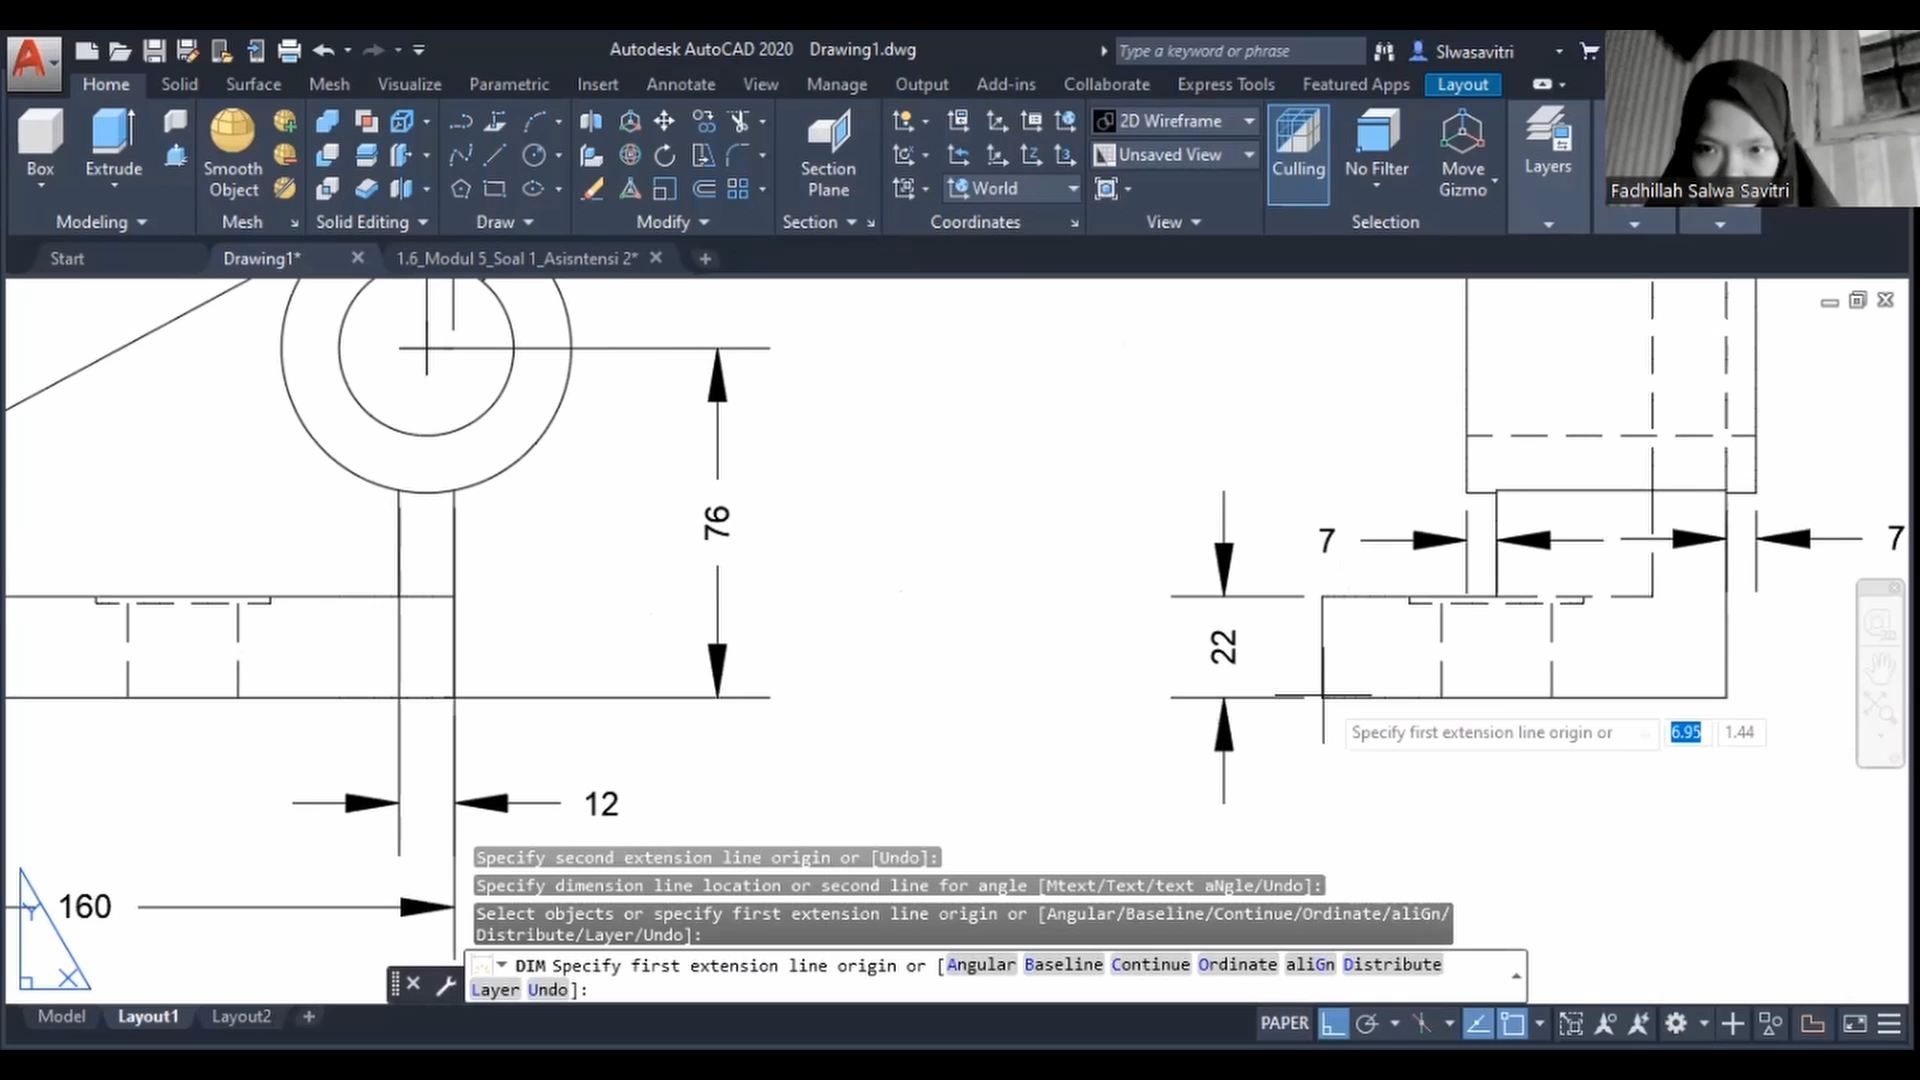 Autodesk AutoCAD 2020 Drawing1.dwg
Type a keyword or phrase
Slwasavitri
Home Solid Surface Mesh Visualize Parametric Insert Annotate View Manage Output Add-ins Collaborate Express Tools Featured Apps Layout
Box
Extrude
Smooth
Object
Section
Plane
2D Wireframe
Unsaved View
World
Culling
No Filter
Move
Gizmo
Layers
Fadhillah Salwa Savitri
Modeling
Mesh
Solid Editing
Draw
Modify
Section
Coordinates
View
Selection
Start
Drawing1*
1.6_Modul 5_Soal 1_Asisntensi 2*
76
7
7
22
12
160
Y
X
Specify first extension line origin or 6.95 1.44
Specify second extension line origin or [Undo]:
Specify dimension line location or second line for angle [Mtext/Text/text aNgle/Undo]:
Select objects or specify first extension line origin or [Angular/Baseline/Continue/Ordinate/aliGn/
Distribute/Layer/Undo]:
DIM Specify first extension line origin or [Angular Baseline Continue Ordinate aliGn Distribute
Layer Undo]:
Model
Layout1
Layout2
PAPER